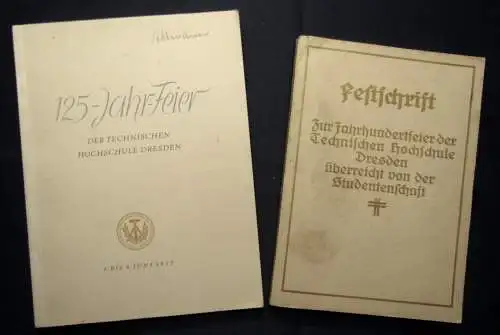 125-Jahr-Feier
DER TECHNISCHEN
HOCHSCHULE DRESDEN
Festschrift
Zur Jahrhundertfeier der
Technischen Hochschule
Dresden
überreicht von der
Studentenschaft